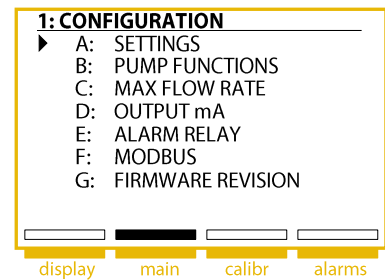 1: CONFIGURATION
A: SETTINGS
B: PUMP FUNCTIONS
C: MAX FLOW RATE
D: OUTPUT mA
E: ALARM RELAY
F: MODBUS
G: FIRMWARE REVISION
display main calibr alarms